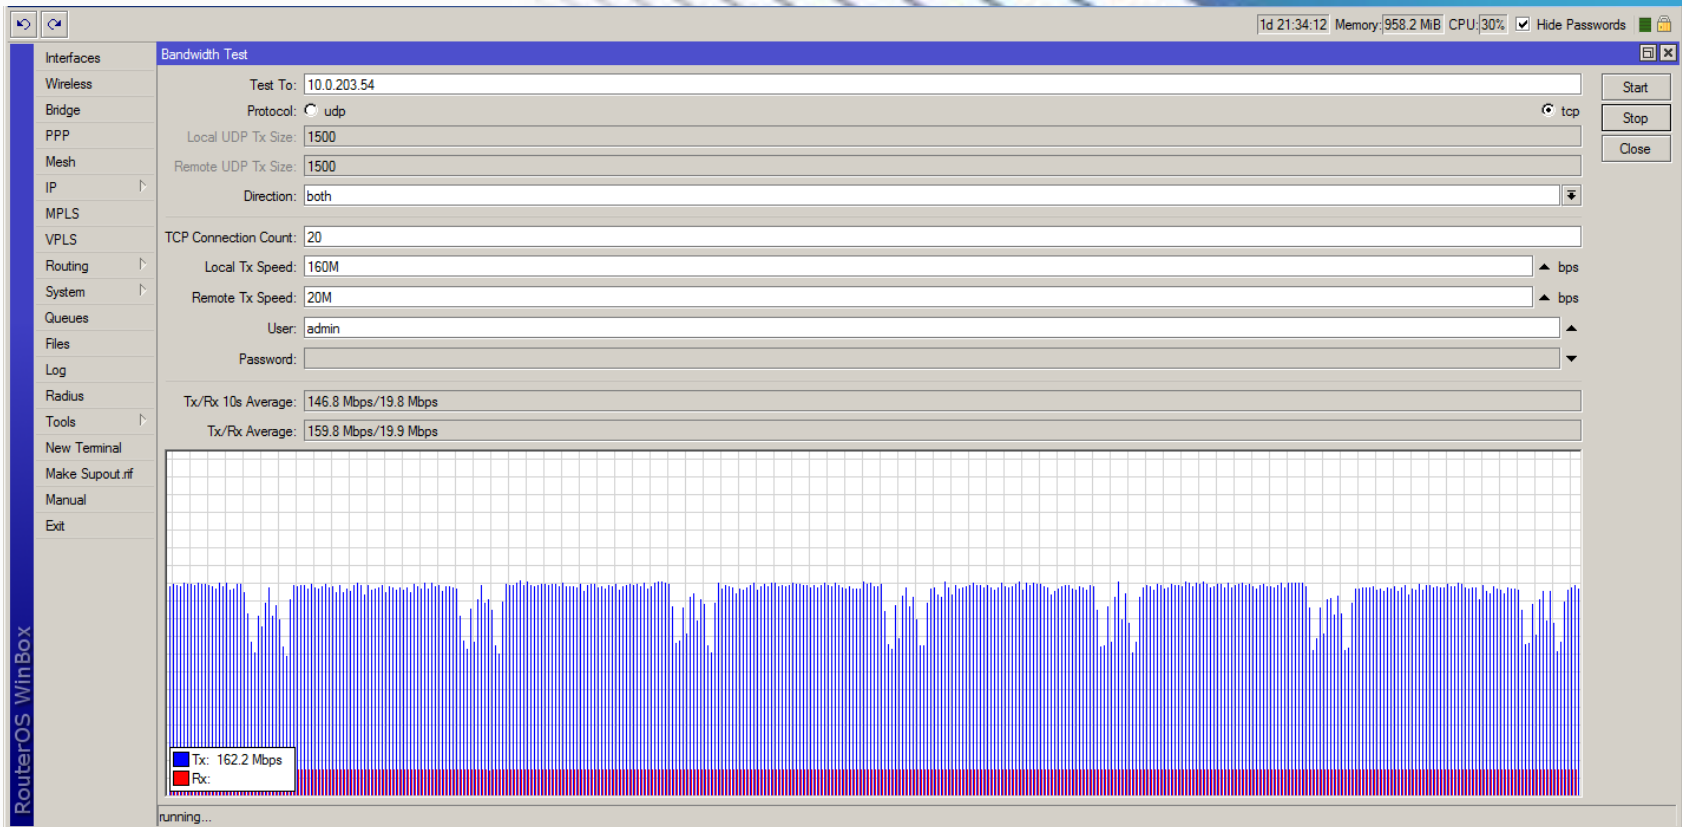 1d 21:34:12 Memory: 958.2 MiB CPU: 30% Hide Passwords
RouterOS WinBox
Interfaces
Wireless
Bridge
PPP
Mesh
IP
MPLS
VPLS
Routing
System
Queues
Files
Log
Radius
Tools
New Terminal
Make Supout.rif
Manual
Exit
Bandwidth Test
Test To: 10.0.203.54
Protocol: udp tcp
Local UDP Tx Size: 1500
Remote UDP Tx Size: 1500
Direction: both
TCP Connection Count: 20
Local Tx Speed: 160M bps
Remote Tx Speed: 20M bps
User: admin
Password:
Tx/Rx 10s Average: 146.8 Mbps/19.8 Mbps
Tx/Rx Average: 159.8 Mbps/19.9 Mbps
Tx: 162.2 Mbps
Rx:
running...
Start
Stop
Close